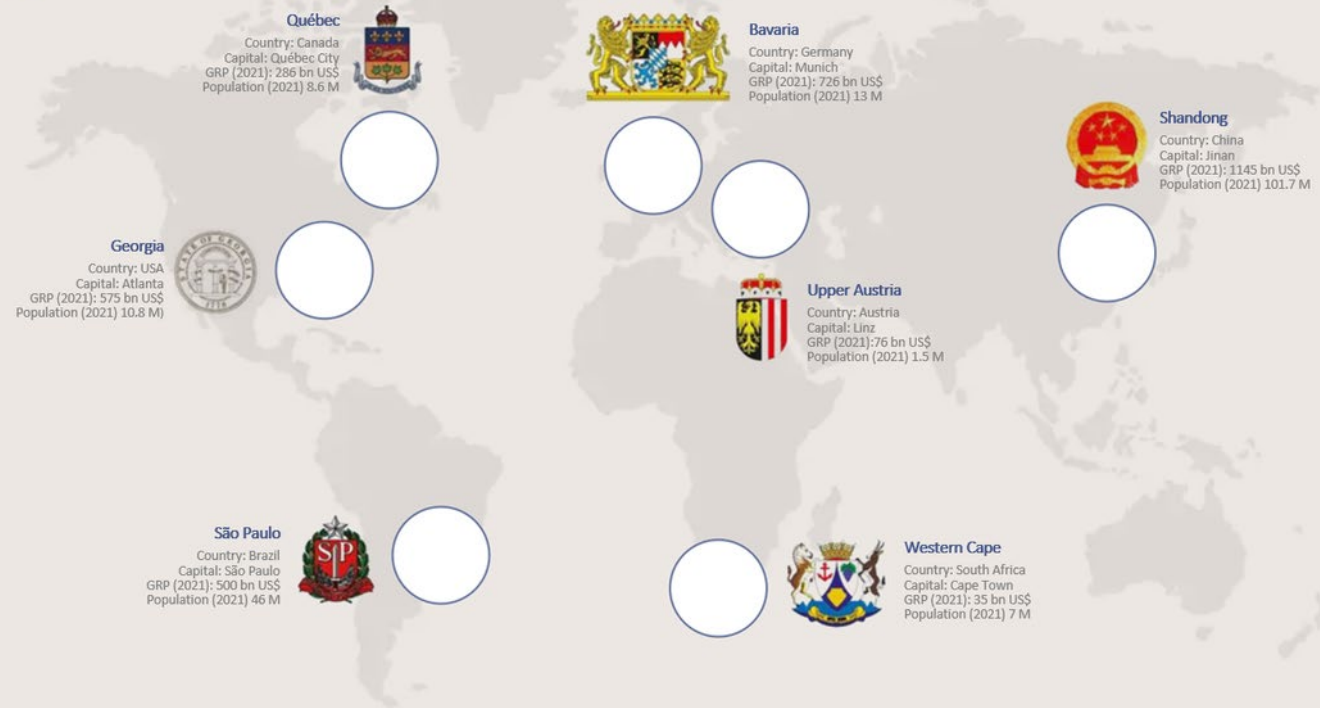 Québec
Country: Canada
Capital: Québec City
GRP (2021): 286 bn US$
Population (2021) 8.6 M
Bavaria
Country: Germany
Capital: Munich
GRP (2021): 726 bn US$
Population (2021) 13 M
Shandong
Country: China
Capital: Jinan
GRP (2021): 1145 bn US$
Population (2021) 101.7 M
Georgia
Country: USA
Capital: Atlanta
GRP (2021): 575 bn US$
Population (2021) 10.8 M)
STATE OF GEORGIA
1776
Upper Austria
Country: Austria
Capital: Linz
GRP (2021):76 bn US$
Population (2021) 1.5 M
São Paulo
Country: Brazil
Capital: São Paulo
GRP (2021): 500 bn US$
Population (2021) 46 M
SP
Western Cape
Country: South Africa
Capital: Cape Town
GRP (2021): 35 bn US$
Population (2021) 7 M